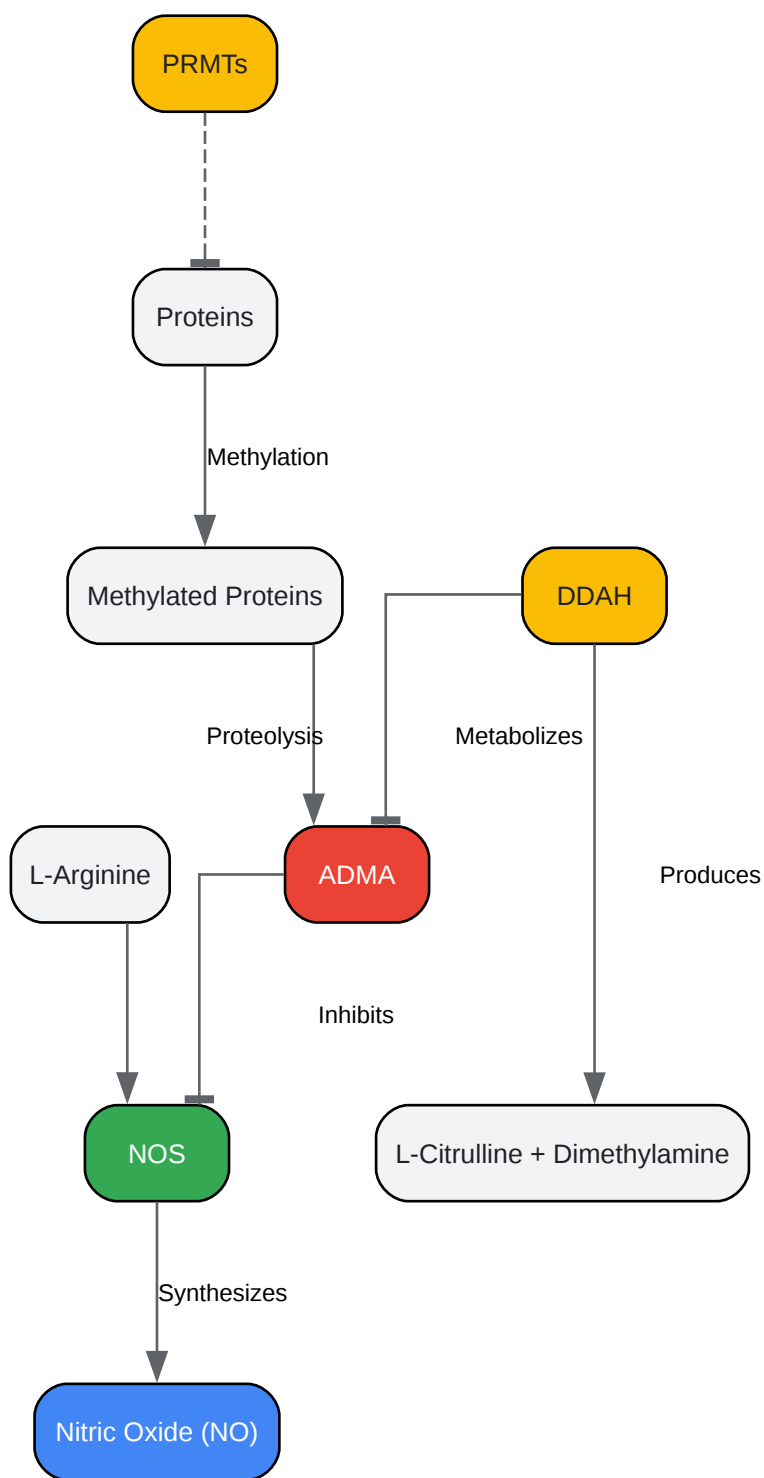 PRMTs
Proteins
Methylation
Methylated Proteins
DDAH
Proteolysis
Metabolizes
L-Arginine
ADMA
Produces
Inhibits
NOS
L-Citrulline + Dimethylamine
Synthesizes
Nitric Oxide (NO)